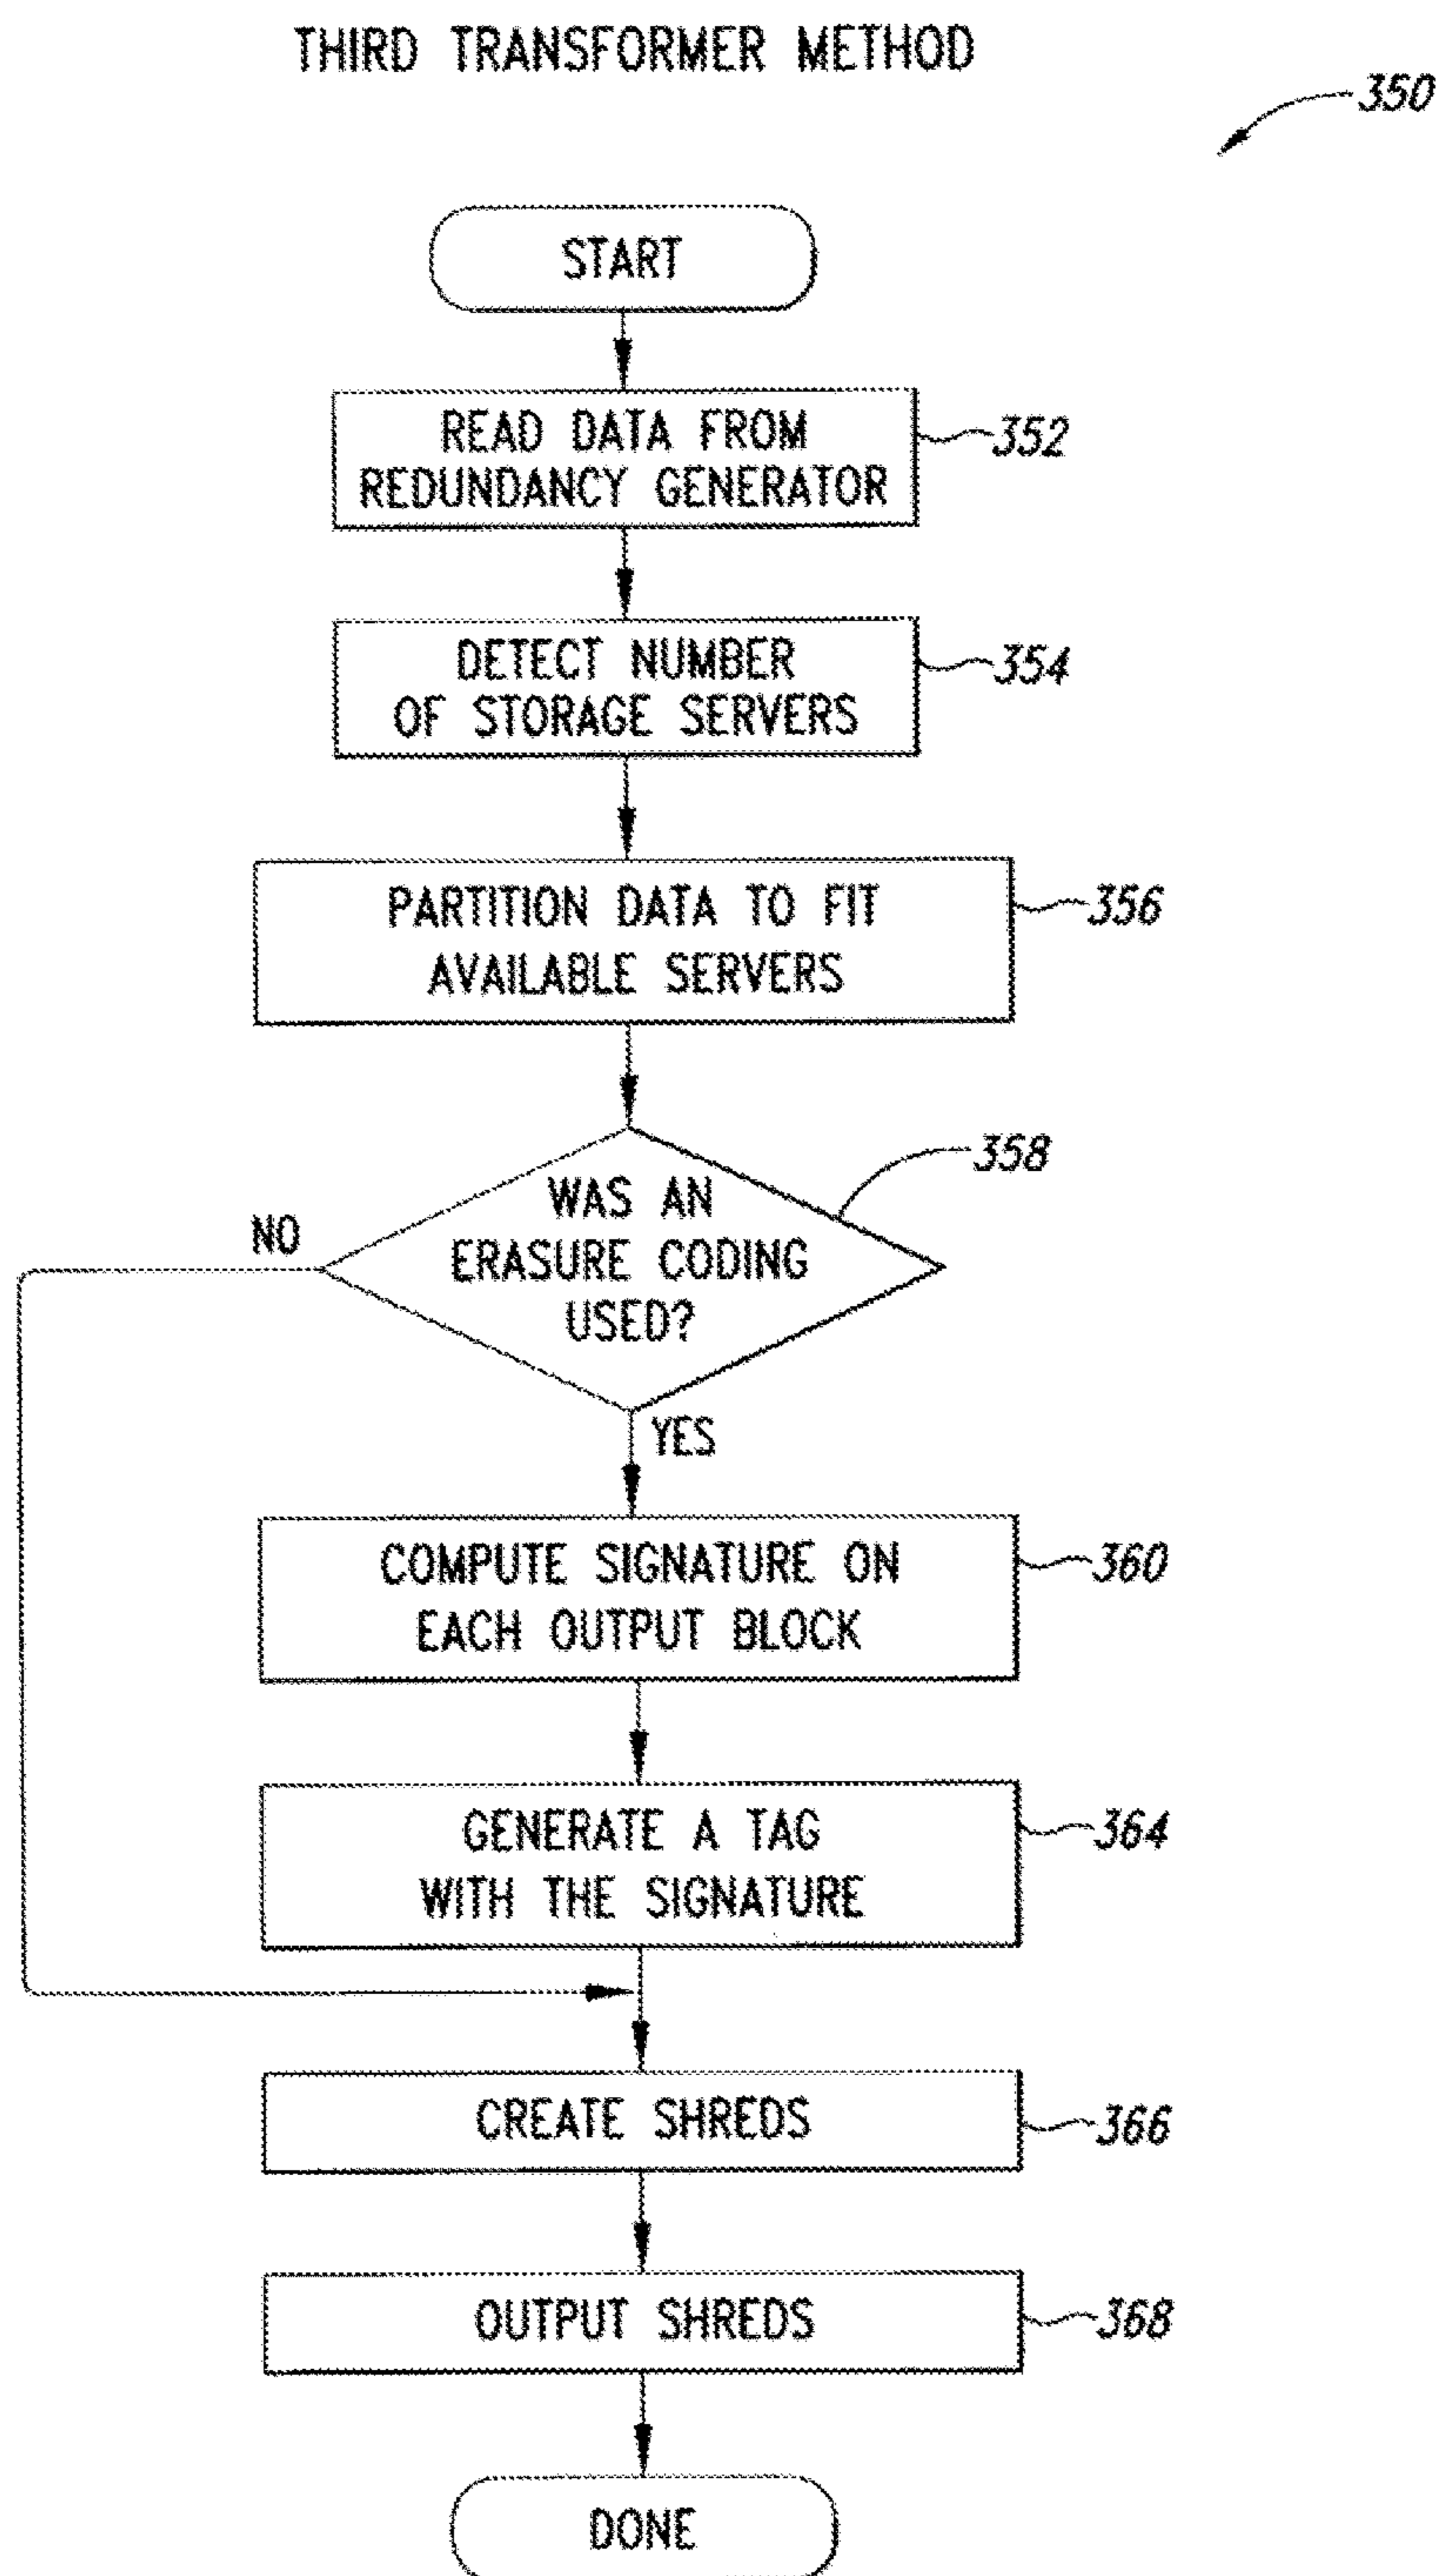 THIRD TRANSFORMER METHOD
350
START
READ DATA FROM
REDUNDANCY GENERATOR
352
DETECT NUMBER
OF STORAGE SERVERS
354
PARTITION DATA TO FIT
AVAILABLE SERVERS
356
358
WAS AN
ERASURE CODING
USED?
NO
YES
COMPUTE SIGNATURE ON
EACH OUTPUT BLOCK
360
GENERATE A TAG
WITH THE SIGNATURE
364
CREATE SHREDS
366
OUTPUT SHREDS
368
DONE